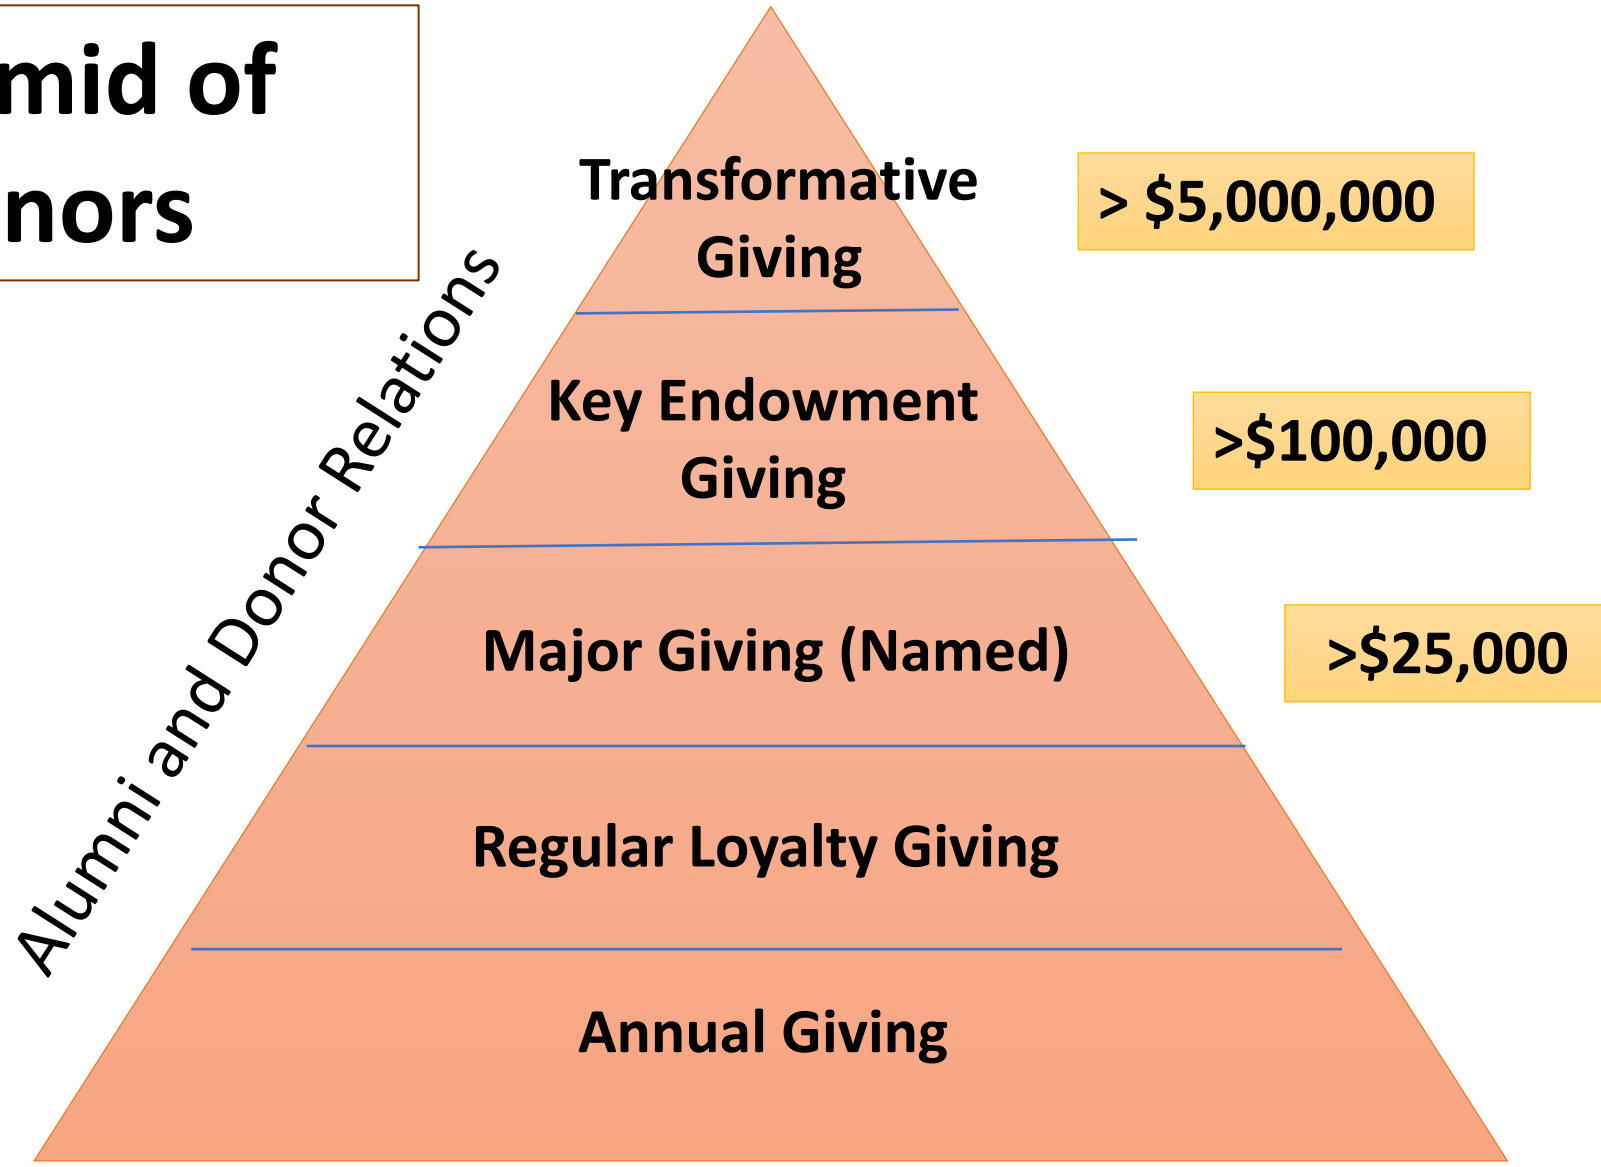 mid of
nors
Transformative
Giving
> $5,000,000
Alumni and Donor Relations
Key Endowment
Giving
>$100,000
Major Giving (Named)
>$25,000
Regular Loyalty Giving
Annual Giving